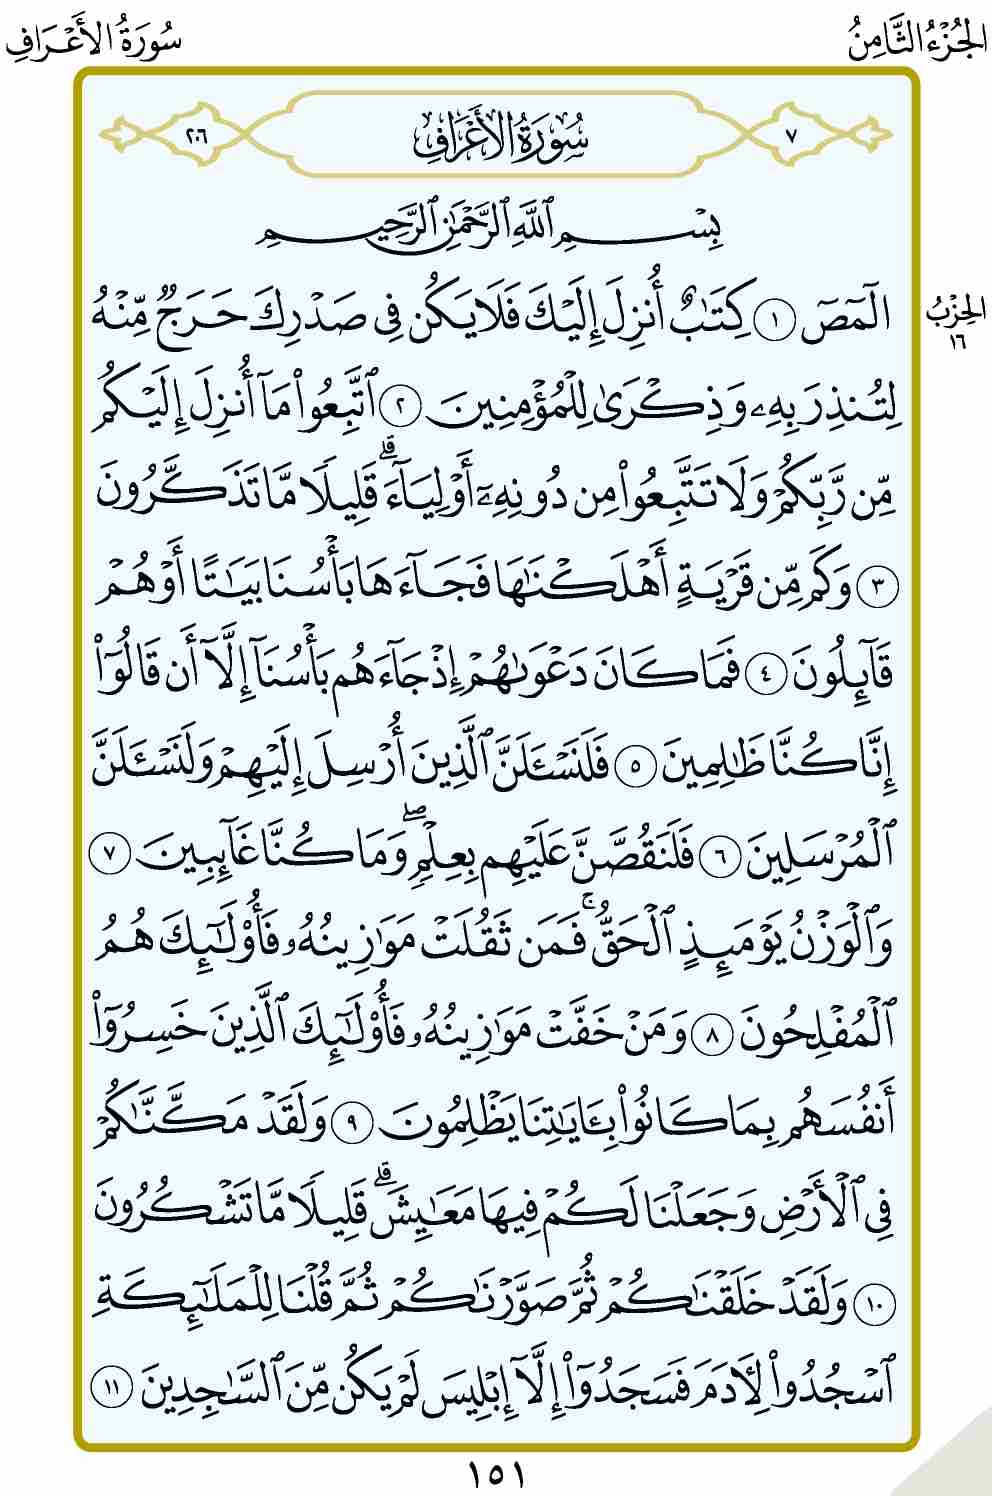 الجُزْءُ الثَّامِنُ
سُورَةُ الأَعْرَافِ
٧
سُورَةُ الأَعْرَافِ
٢٠٦
بِسْمِ ٱللَّهِ ٱلرَّحْمَٰنِ ٱلرَّحِيمِ
الٓمٓصٓ ١ كِتَٰبٌ أُنزِلَ إِلَيْكَ فَلَا يَكُن فِى صَدْرِكَ حَرَجٌ مِّنْهُ
الحِزْبُ
١٦
لِتُنذِرَ بِهِۦ وَذِكْرَىٰ لِلْمُؤْمِنِينَ ٢ ٱتَّبِعُوا۟ مَآ أُنزِلَ إِلَيْكُم
مِّن رَّبِّكُمْ وَلَا تَتَّبِعُوا۟ مِن دُونِهِۦٓ أَوْلِيَآءَ ۗ قَلِيلًا مَّا تَذَكَّرُونَ
٣ وَكَم مِّن قَرْيَةٍ أَهْلَكْنَٰهَا فَجَآءَهَا بَأْسُنَا بَيَٰتًا أَوْ هُمْ
قَآئِلُونَ ٤ فَمَا كَانَ دَعْوَىٰهُمْ إِذْ جَآءَهُم بَأْسُنَآ إِلَّآ أَن قَالُوٓا۟
إِنَّا كُنَّا ظَٰلِمِينَ ٥ فَلَنَسْـَٔلَنَّ ٱلَّذِينَ أُرْسِلَ إِلَيْهِمْ وَلَنَسْـَٔلَنَّ
ٱلْمُرْسَلِينَ ٦ فَلَنَقُصَّنَّ عَلَيْهِم بِعِلْمٍ ۖ وَمَا كُنَّا غَآئِبِينَ ٧
وَٱلْوَزْنُ يَوْمَئِذٍ ٱلْحَقُّ ۚ فَمَن ثَقُلَتْ مَوَٰزِينُهُۥ فَأُو۟لَٰٓئِكَ هُمُ
ٱلْمُفْلِحُونَ ٨ وَمَنْ خَفَّتْ مَوَٰزِينُهُۥ فَأُو۟لَٰٓئِكَ ٱلَّذِينَ خَسِرُوٓا۟
أَنفُسَهُم بِمَا كَانُوا۟ بِـَٔايَٰتِنَا يَظْلِمُونَ ٩ وَلَقَدْ مَكَّنَّٰكُمْ
فِى ٱلْأَرْضِ وَجَعَلْنَا لَكُمْ فِيهَا مَعَٰيِشَ ۗ قَلِيلًا مَّا تَشْكُرُونَ
١٠ وَلَقَدْ خَلَقْنَٰكُمْ ثُمَّ صَوَّرْنَٰكُمْ ثُمَّ قُلْنَا لِلْمَلَٰٓئِكَةِ
ٱسْجُدُوا۟ لِـَٔادَمَ فَسَجَدُوٓا۟ إِلَّآ إِبْلِيسَ لَمْ يَكُن مِّنَ ٱلسَّٰجِدِينَ ١١
١٥١